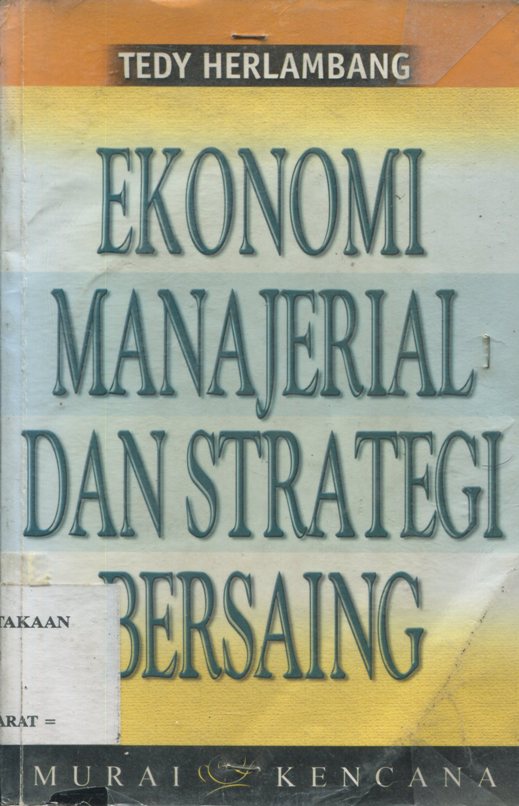 TEDY HERLAMBANG
EKONOMI
MANAJERIAL
DAN STRATEGI
BERSAING
TAKAAN
ARAT =
MURAI KENCANA